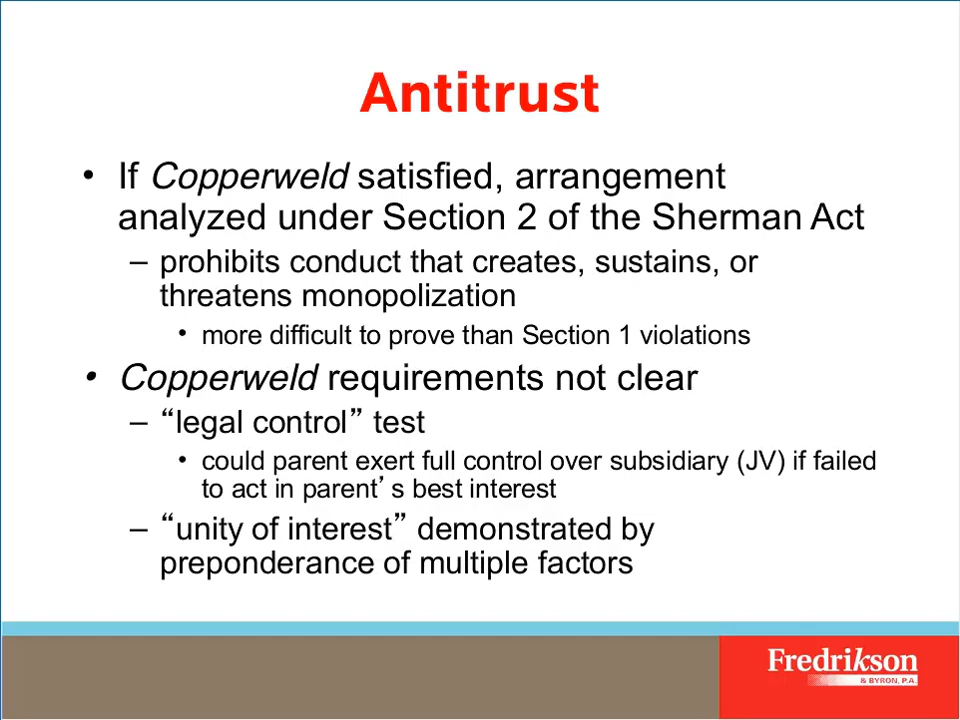 Antitrust
• If Copperweld satisfied, arrangement
analyzed under Section 2 of the Sherman Act
– prohibits conduct that creates, sustains, or
threatens monopolization
• more difficult to prove than Section 1 violations
• Copperweld requirements not clear
– “legal control” test
• could parent exert full control over subsidiary (JV) if failed
to act in parent’s best interest
– “unity of interest” demonstrated by
preponderance of multiple factors
Fredrikson
& BYRON, P.A.